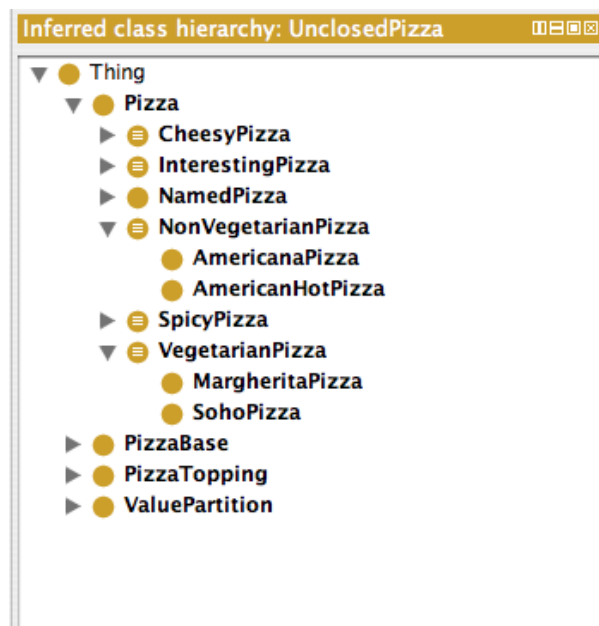 Inferred class hierarchy: UnclosedPizza
Thing
Pizza
CheesyPizza
InterestingPizza
NamedPizza
NonVegetarianPizza
AmericanaPizza
AmericanHotPizza
SpicyPizza
VegetarianPizza
MargheritaPizza
SohoPizza
PizzaBase
PizzaTopping
ValuePartition